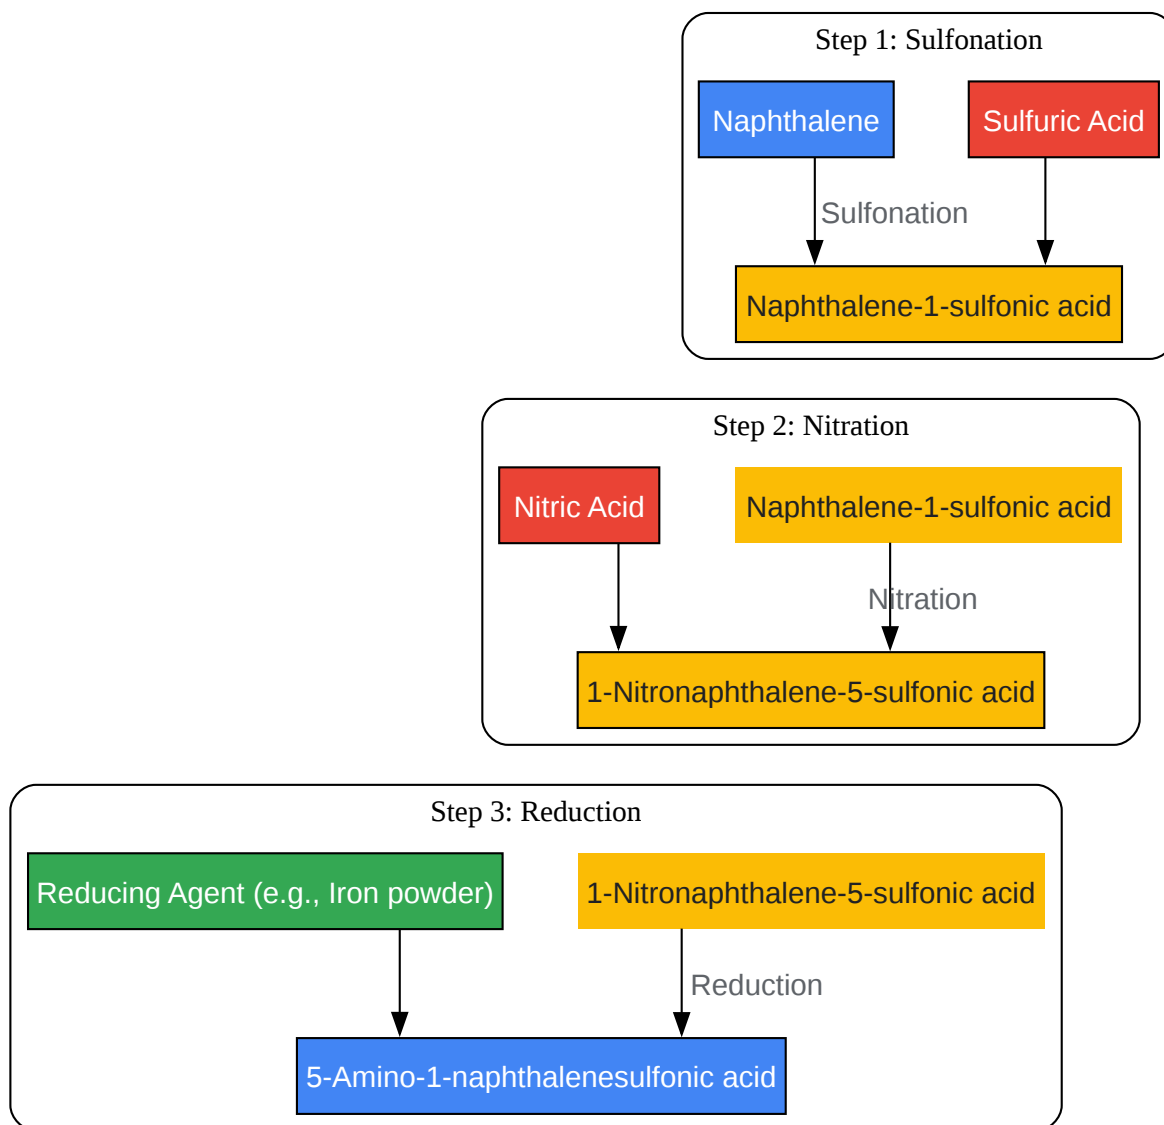 Step 1: Sulfonation
Naphthalene
Sulfuric Acid
Sulfonation
Naphthalene-1-sulfonic acid
Step 2: Nitration
Nitric Acid
Naphthalene-1-sulfonic acid
Nitration
1-Nitronaphthalene-5-sulfonic acid
Step 3: Reduction
Reducing Agent (e.g., Iron powder)
1-Nitronaphthalene-5-sulfonic acid
Reduction
5-Amino-1-naphthalenesulfonic acid